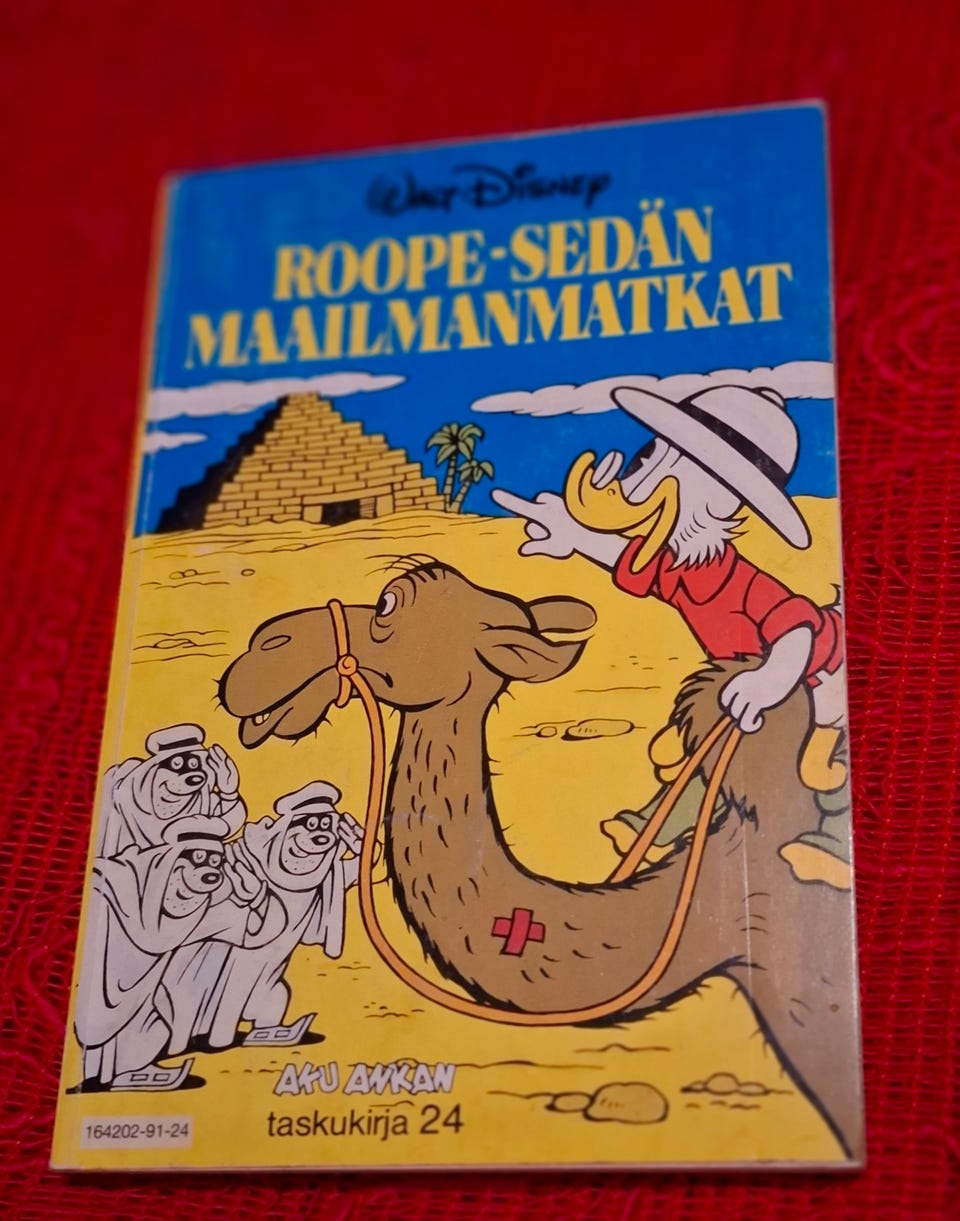 Walt Disney
ROOPE-SEDÄN
MAAILMANMATKAT
AKU ANKAN
taskukirja 24
164202-91-24